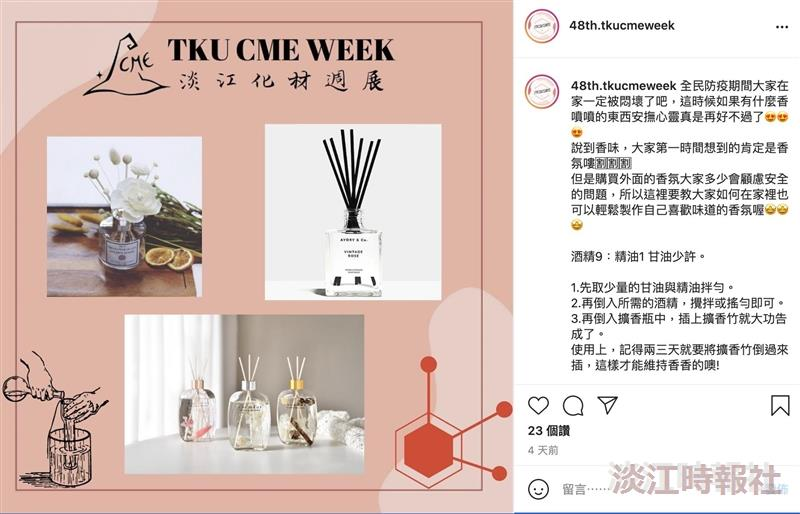 CME
TKU CME WEEK
淡江化材週展
AYDRY & Co.
VINTAGE
ROSE
48th.tkucmeweek
48th.tkucmeweek 全民防疫期間大家在
家一定被悶壞了吧，這時候如果有什麼香
噴噴的東西安撫心靈真是再好不過了😍😍
😍
說到香味，大家第一時間想到的肯定是香
氛嘍🈹🈹🈹
但是購買外面的香氛大家多少會顧慮安全
的問題，所以這裡要教大家如何在家裡也
可以輕鬆製作自己喜歡味道的香氛喔🤩🤩
🤩
酒精9：精油1 甘油少許。
1.先取少量的甘油與精油拌勻。
2.再倒入所需的酒精，攪拌或搖勻即可。
3.再倒入擴香瓶中，插上擴香竹就大功告
成了。
使用上，記得兩三天就要將擴香竹倒過來
插，這樣才能維持香香的噢!
23 個讚
4 天前
留言⋯⋯
淡江時報社